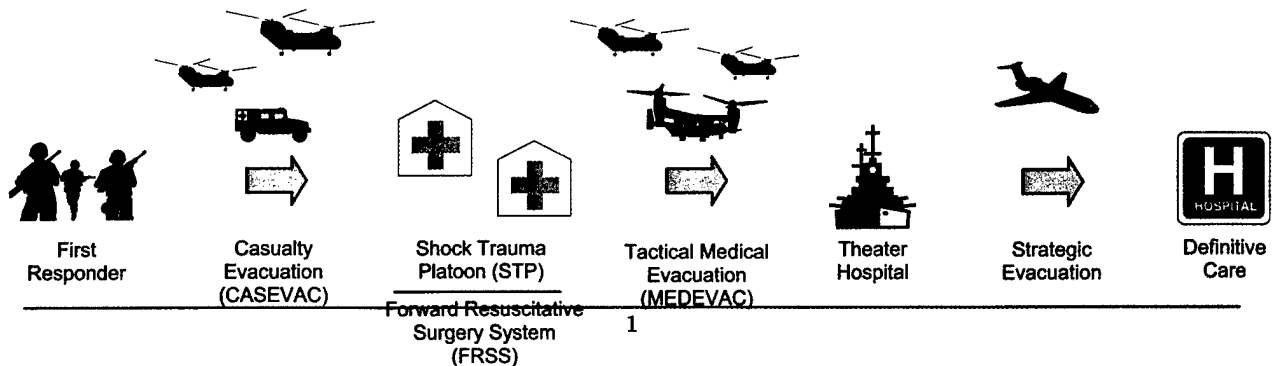 H
HOSPITAL
First
Responder
Casualty
Evacuation
(CASEVAC)
Shock Trauma
Platoon (STP)
Forward Resuscitative
Surgery System
(FRSS)
Tactical Medical
Evacuation
(MEDEVAC)
Theater
Hospital
Strategic
Evacuation
Definitive
Care
1